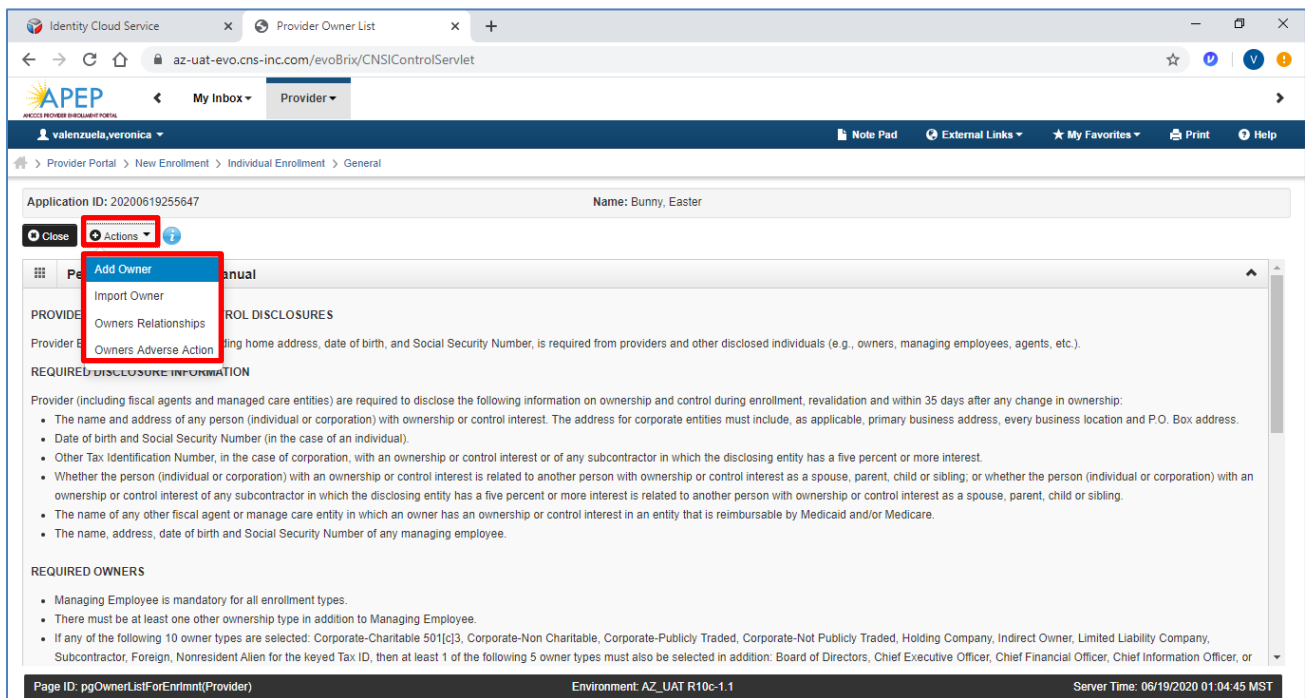 Identity Cloud Service
Provider Owner List
az-uat-evo.cns-inc.com/evoBrix/CNSIControlServlet
V
APEP
AHCCCS PROVIDER ENROLLMENT PORTAL
My Inbox
Provider
valenzuela,veronica
Note Pad
External Links
My Favorites
Print
Help
> Provider Portal > New Enrollment > Individual Enrollment > General
Application ID: 20200619255647
Name: Bunny, Easter
Close
Actions
Add Owner
Import Owner
Owners Relationships
Owners Adverse Action
Pe
anual
PROVIDE
ROL DISCLOSURES
Provider E
ding home address, date of birth, and Social Security Number, is required from providers and other disclosed individuals (e.g., owners, managing employees, agents, etc.).
REQUIRED DISCLOSURE INFORMATION
Provider (including fiscal agents and managed care entities) are required to disclose the following information on ownership and control during enrollment, revalidation and within 35 days after any change in ownership:
• The name and address of any person (individual or corporation) with ownership or control interest. The address for corporate entities must include, as applicable, primary business address, every business location and P.O. Box address.
• Date of birth and Social Security Number (in the case of an individual).
• Other Tax Identification Number, in the case of corporation, with an ownership or control interest or of any subcontractor in which the disclosing entity has a five percent or more interest.
• Whether the person (individual or corporation) with an ownership or control interest is related to another person with ownership or control interest as a spouse, parent, child or sibling; or whether the person (individual or corporation) with an
ownership or control interest of any subcontractor in which the disclosing entity has a five percent or more interest is related to another person with ownership or control interest as a spouse, parent, child or sibling.
• The name of any other fiscal agent or manage care entity in which an owner has an ownership or control interest in an entity that is reimbursable by Medicaid and/or Medicare.
• The name, address, date of birth and Social Security Number of any managing employee.
REQUIRED OWNERS
• Managing Employee is mandatory for all enrollment types.
• There must be at least one other ownership type in addition to Managing Employee.
• If any of the following 10 owner types are selected: Corporate-Charitable 501[c]3, Corporate-Non Charitable, Corporate-Publicly Traded, Corporate-Not Publicly Traded, Holding Company, Indirect Owner, Limited Liability Company,
Subcontractor, Foreign, Nonresident Alien for the keyed Tax ID, then at least 1 of the following 5 owner types must also be selected in addition: Board of Directors, Chief Executive Officer, Chief Financial Officer, Chief Information Officer, or
Page ID: pgOwnerListForEnrlmnt(Provider)
Environment: AZ_UAT R10c-1.1
Server Time: 06/19/2020 01:04:45 MST